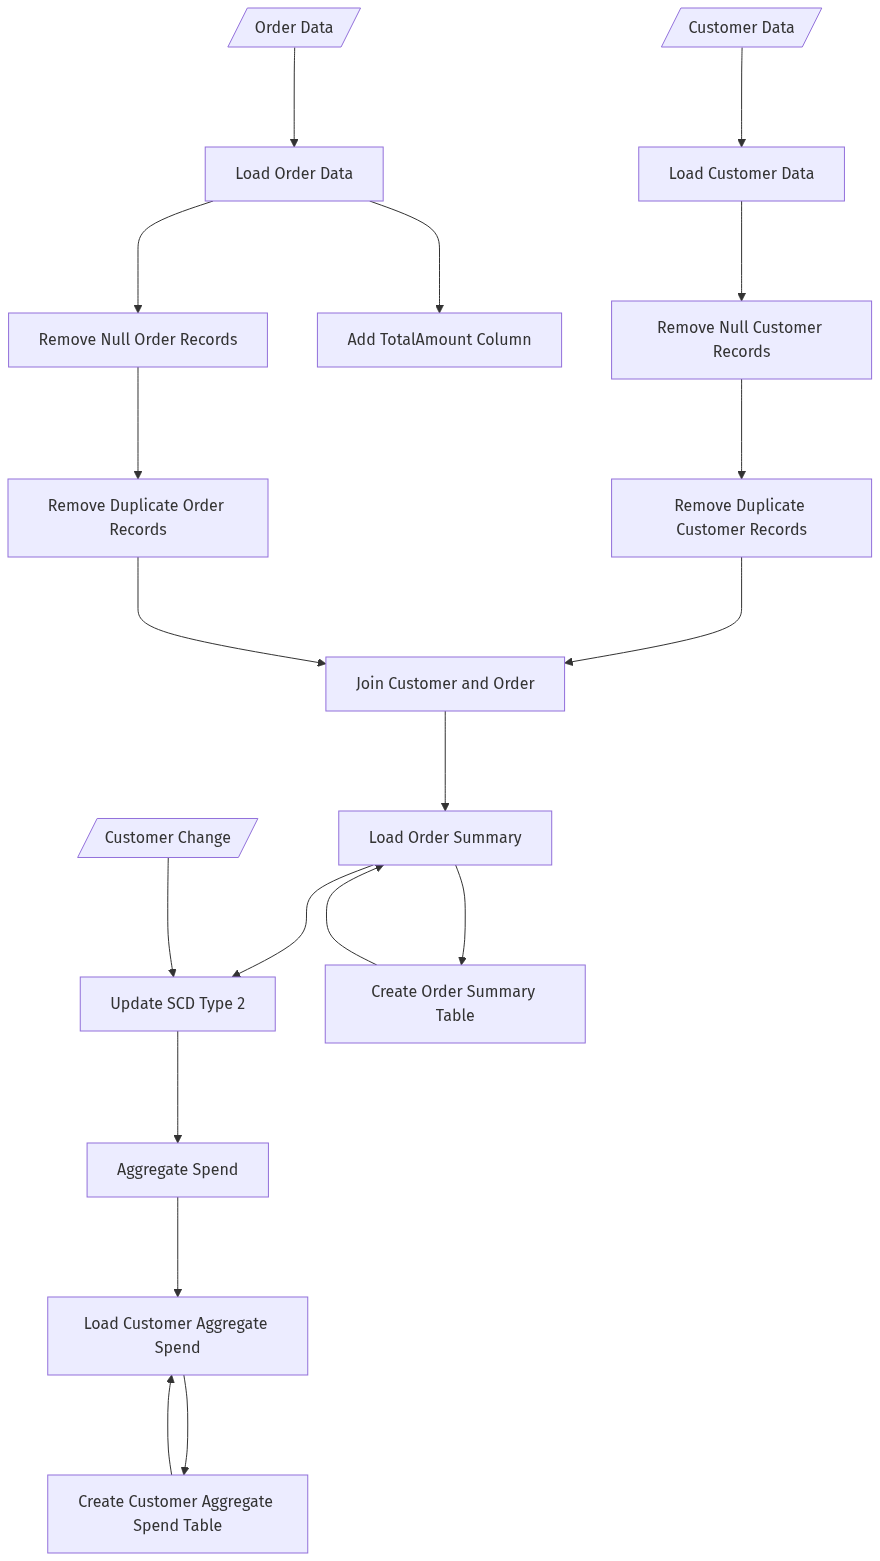 Order Data
Customer Data
Load Order Data
Load Customer Data
Remove Null Order Records
Add TotalAmount Column
Remove Null Customer
Records
Remove Duplicate Order
Records
Remove Duplicate
Customer Records
Join Customer and Order
Customer Change
Load Order Summary
Update SCD Type 2
Create Order Summary
Table
Aggregate Spend
Load Customer Aggregate
Spend
Create Customer Aggregate
Spend Table